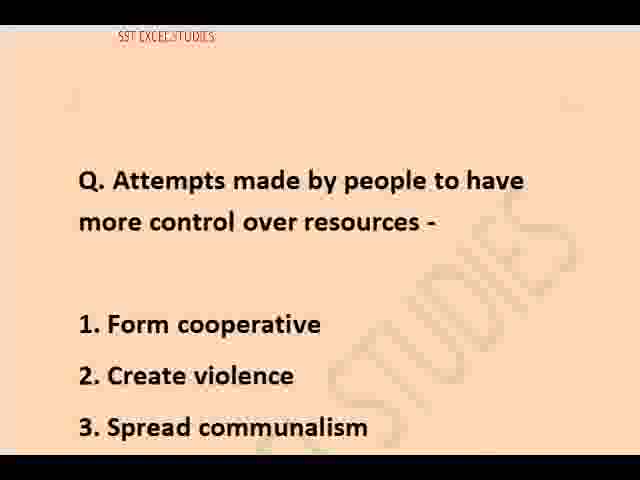 SST EXCEL STUDIES
Q. Attempts made by people to have
more control over resources -
1. Form cooperative
2. Create violence
3. Spread communalism
STUDIES